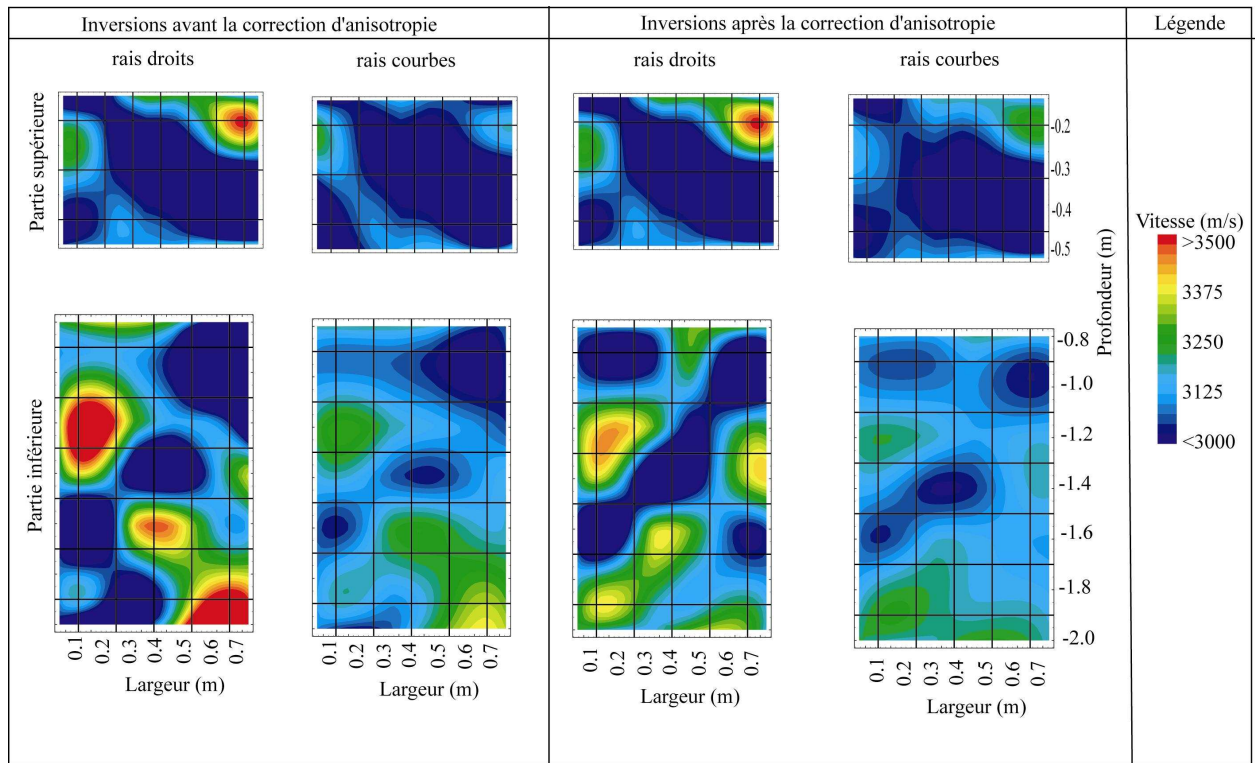 Inversions avant la correction d'anisotropie
Inversions après la correction d'anisotropie
Légende
rais droits
rais courbes
rais droits
rais courbes
Partie supérieure
-0.2
-0.3
-0.4
-0.5
Partie inférieure
-0.8
-1.0
-1.2
-1.4
-1.6
-1.8
-2.0
Profondeur (m)
Vitesse (m/s)
>3500
3375
3250
3125
<3000
0.1 0.2 0.3 0.4 0.5 0.6 0.7
Largeur (m)
0.1 0.2 0.3 0.4 0.5 0.6 0.7
Largeur (m)
0.1 0.2 0.3 0.4 0.5 0.6 0.7
Largeur (m)
0.1 0.2 0.3 0.4 0.5 0.6 0.7
Largeur (m)